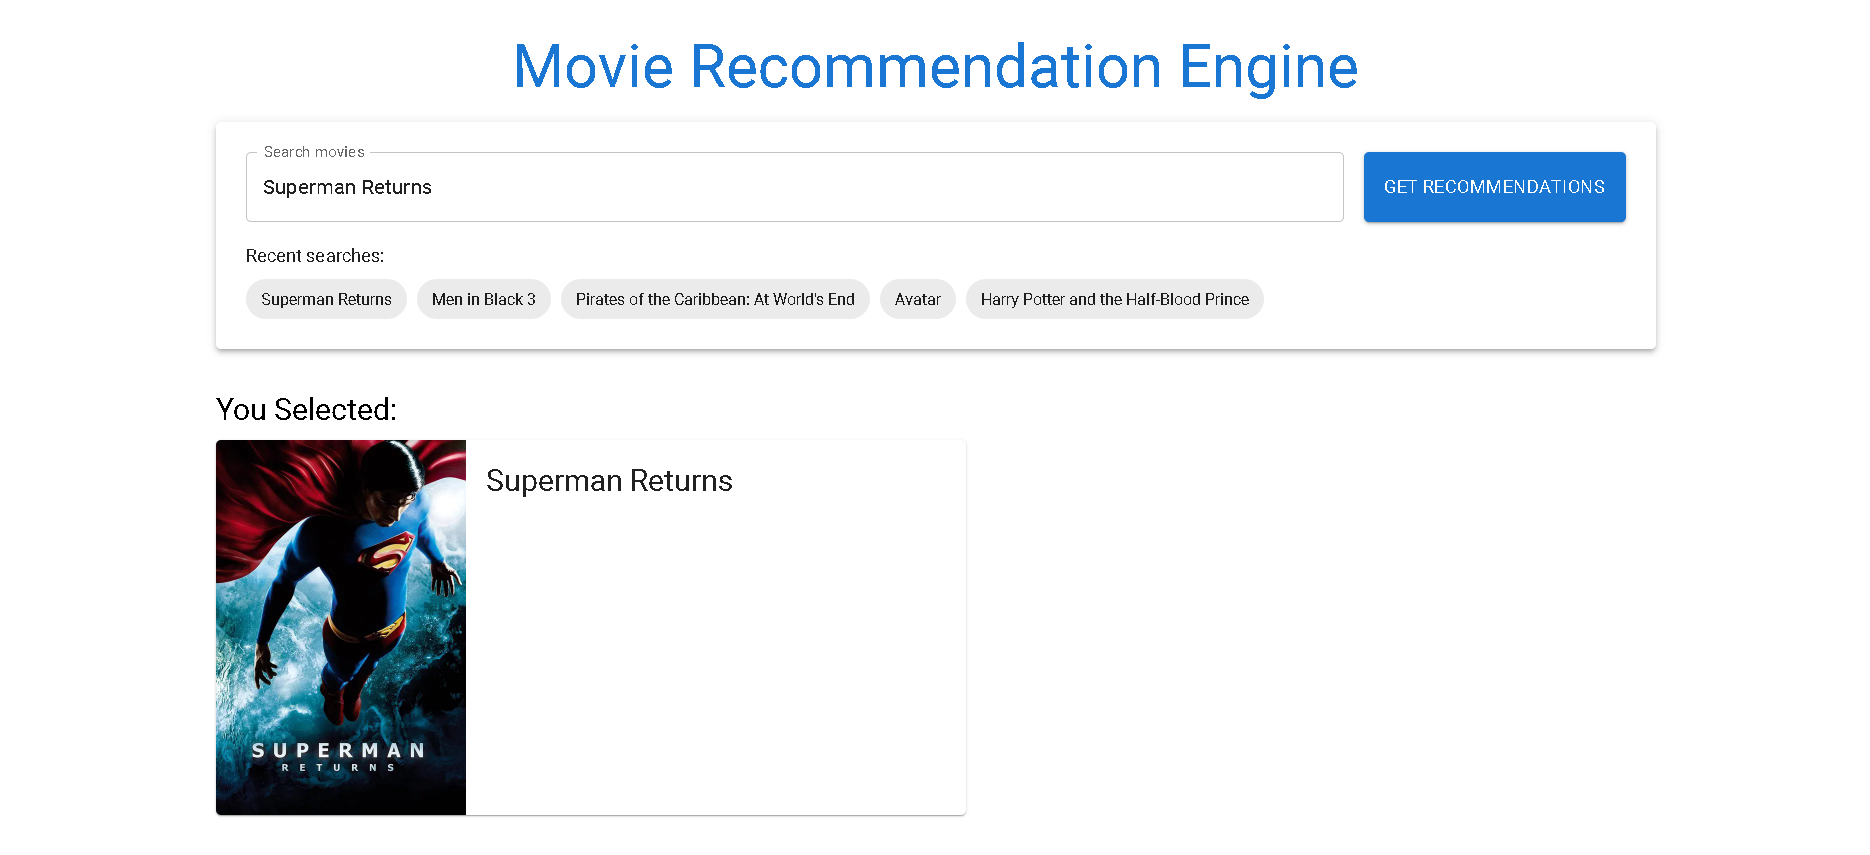 Movie Recommendation Engine
Search movies
Superman Returns
GET RECOMMENDATIONS
Recent searches:
Superman Returns Men in Black 3 Pirates of the Caribbean: At World's End Avatar Harry Potter and the Half-Blood Prince
You Selected:
Superman Returns
S
SUPERMAN
RETURNS